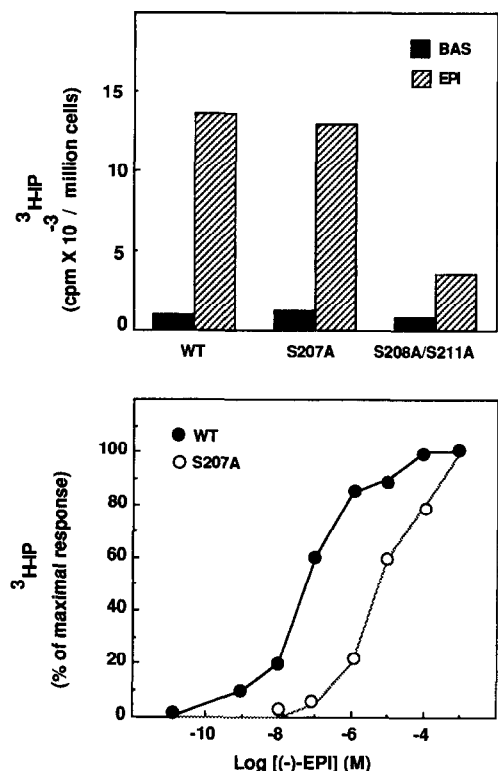 BAS
EPI
15
10
5
0
³H-IP
(cpm X 10⁻³ / million cells)
WT
S207A
S208A/S211A
WT
S207A
100
80
60
40
20
0
³H-IP
(% of maximal response)
-10
-8
-6
-4
Log [(-)-EPI] (M)